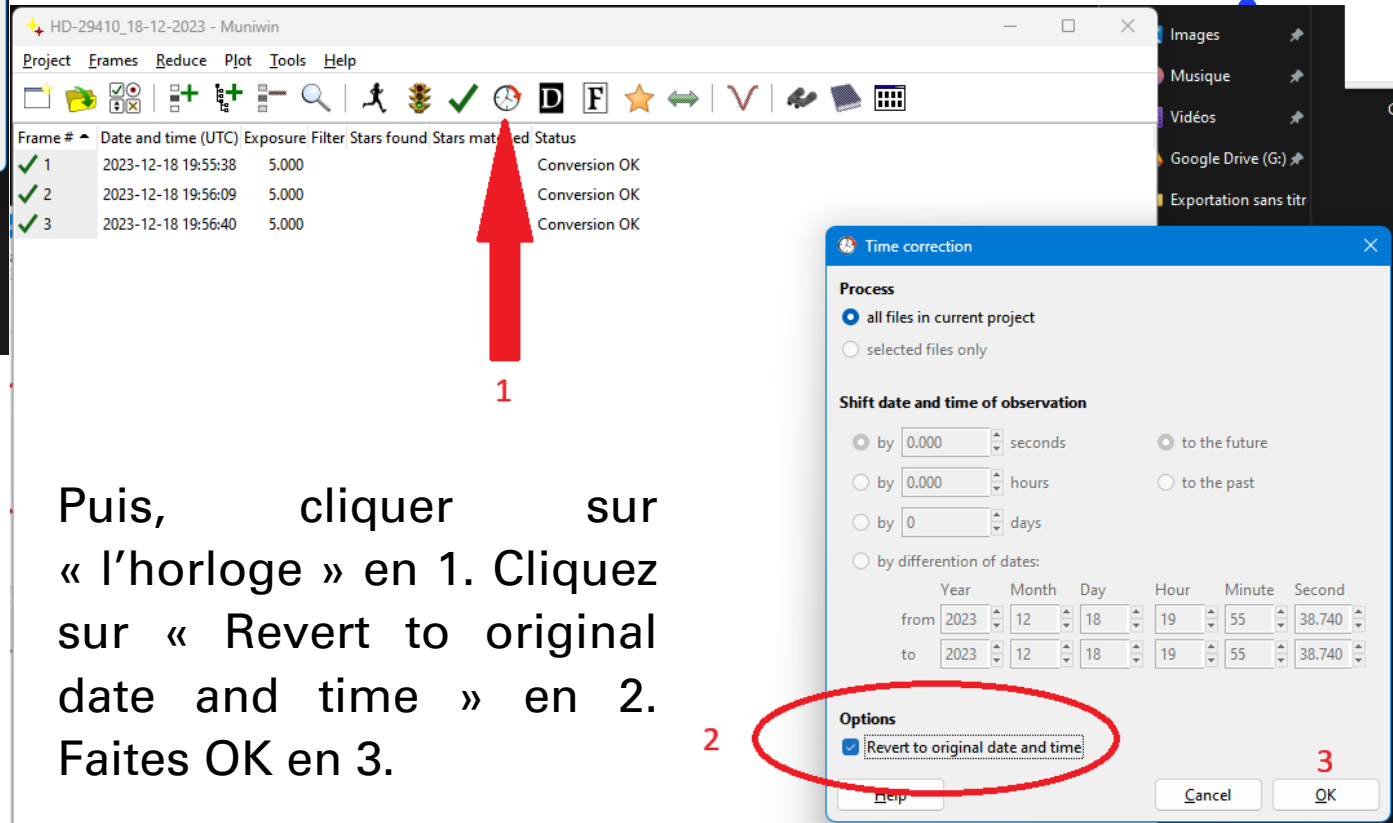 HD-29410_18-12-2023 - Muniwin
Project Frames Reduce Plot Tools Help
Frame # Date and time (UTC) Exposure Filter Stars found Stars Status
1 2023-12-18 19:55:38 5.000 Conversion OK
2 2023-12-18 19:56:09 5.000 Conversion OK
3 2023-12-18 19:56:40 5.000 Conversion OK
1
Puis, cliquer sur
« l’horloge » en 1. Cliquez
sur « Revert to original
date and time » en 2.
Faites OK en 3.
Images
Musique
Vidéos
Google Drive (G:)
Exportation sans titr
Time correction
Process
all files in current project
selected files only
Shift date and time of observation
by 0.000 seconds to the future
by 0.000 hours to the past
by 0 days
by differention of dates:
Year Month Day Hour Minute Second
from 2023 12 18 19 55 38.740
to 2023 12 18 19 55 38.740
Options
2
Revert to original date and time
3
Help Cancel OK